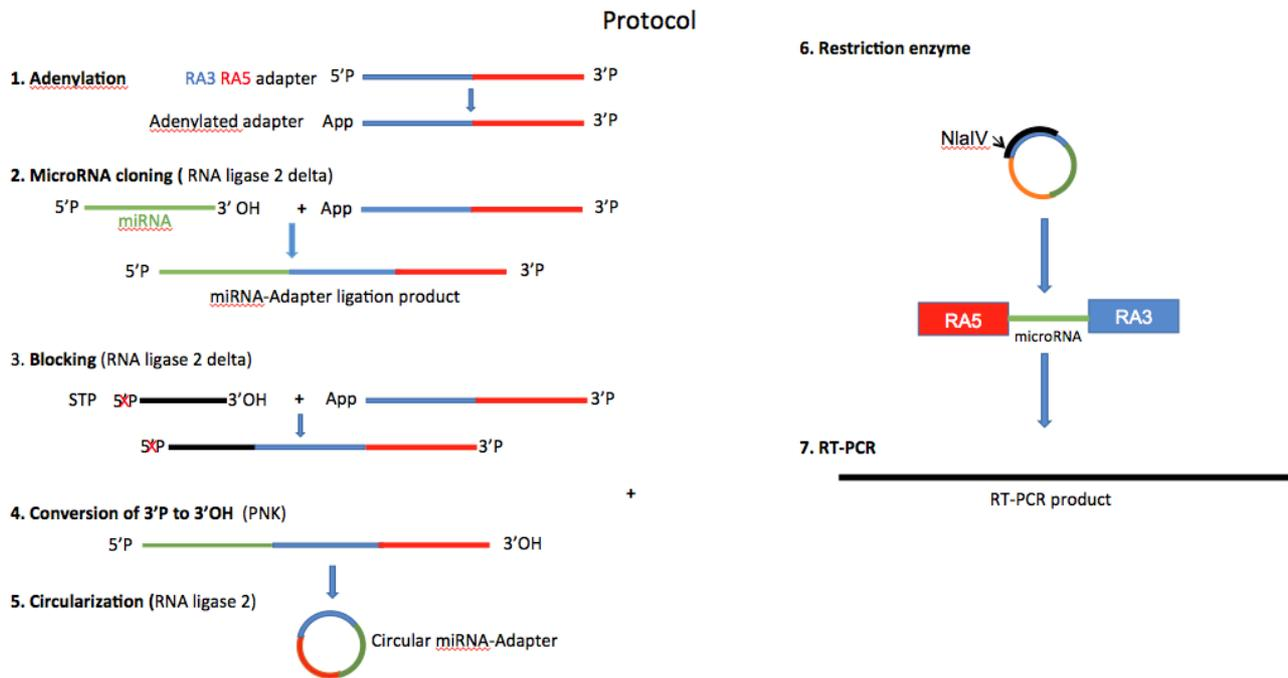 Protocol
1. Adenylation RA3 RA5 adapter 5'P 3'P
Adenylated adapter App 3'P
2. MicroRNA cloning ( RNA ligase 2 delta)
5'P 3' OH + App 3'P
miRNA
5'P 3'P
miRNA-Adapter ligation product
3. Blocking (RNA ligase 2 delta)
STP 5'P 3'OH + App 3'P
5'P 3'P
+
4. Conversion of 3'P to 3'OH (PNK)
5'P 3'OH
5. Circularization (RNA ligase 2)
Circular miRNA-Adapter
6. Restriction enzyme
NlaIV
RA5 microRNA RA3
7. RT-PCR
RT-PCR product